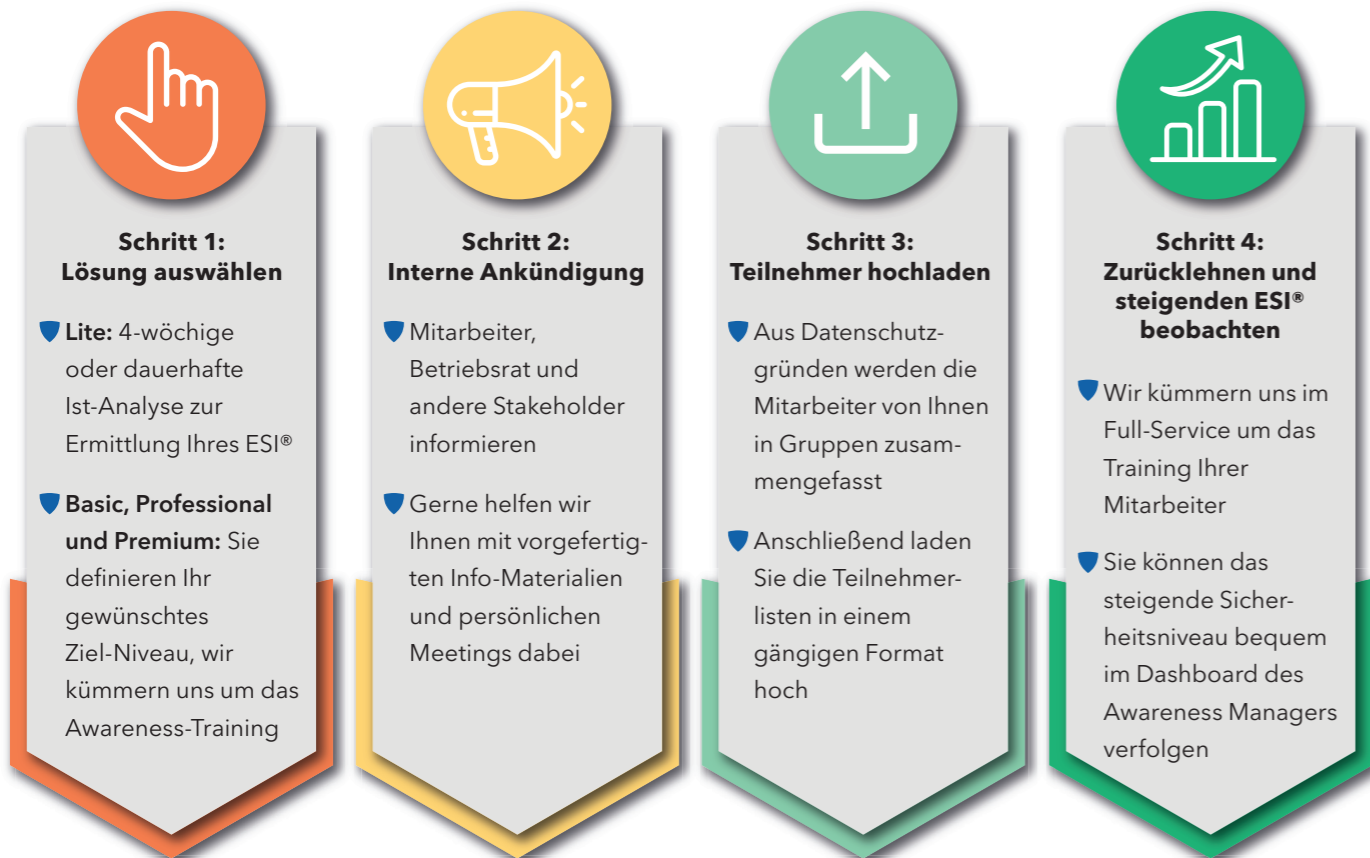 Schritt 1:
Lösung auswählen
Lite: 4-wöchige
oder dauerhafte
Ist-Analyse zur
Ermittlung Ihres ESI®
Basic, Professional
und Premium: Sie
definieren Ihr
gewünschtes
Ziel-Niveau, wir
kümmern uns um das
Awareness-Training
Schritt 2:
Interne Ankündigung
Mitarbeiter,
Betriebsrat und
andere Stakeholder
informieren
Gerne helfen wir
Ihnen mit vorgefertig-
ten Info-Materialien
und persönlichen
Meetings dabei
Schritt 3:
Teilnehmer hochladen
Aus Datenschutz-
gründen werden die
Mitarbeiter von Ihnen
in Gruppen zusam-
mengefasst
Anschließend laden
Sie die Teilnehmer-
listen in einem
gängigen Format
hoch
Schritt 4:
Zurücklehnen und
steigenden ESI®
beobachten
Wir kümmern uns im
Full-Service um das
Training Ihrer
Mitarbeiter
Sie können das
steigende Sicher-
heitsniveau bequem
im Dashboard des
Awareness Managers
verfolgen